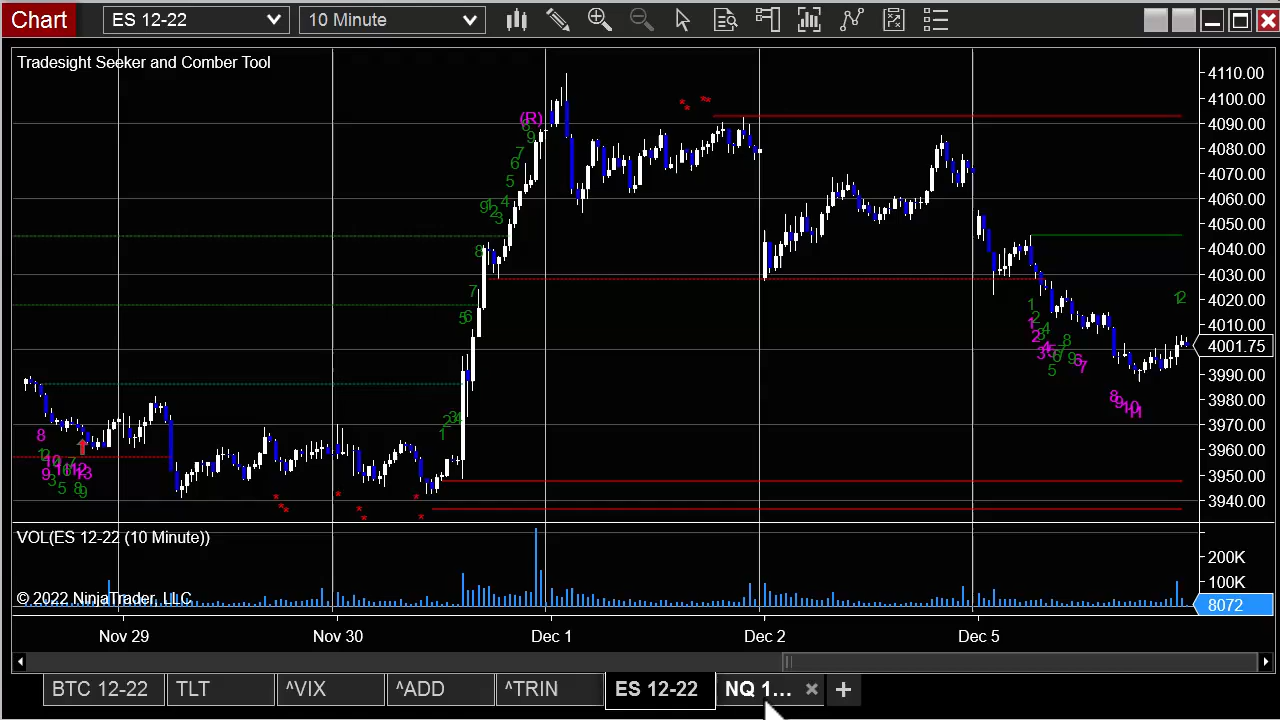 Chart ES 12-22 10 Minute
Tradesight Seeker and Comber Tool
4110.00
4100.00
4090.00
4080.00
4070.00
4060.00
4050.00
4040.00
4030.00
4020.00
4010.00
4001.75
3990.00
3980.00
3970.00
3960.00
3950.00
3940.00
(R)
VOL(ES 12-22 (10 Minute))
200K
100K
8072
© 2022 NinjaTrader, LLC
Nov 29 Nov 30 Dec 1 Dec 2 Dec 5
BTC 12-22 TLT ^VIX ^ADD ^TRIN ES 12-22 NQ 1...